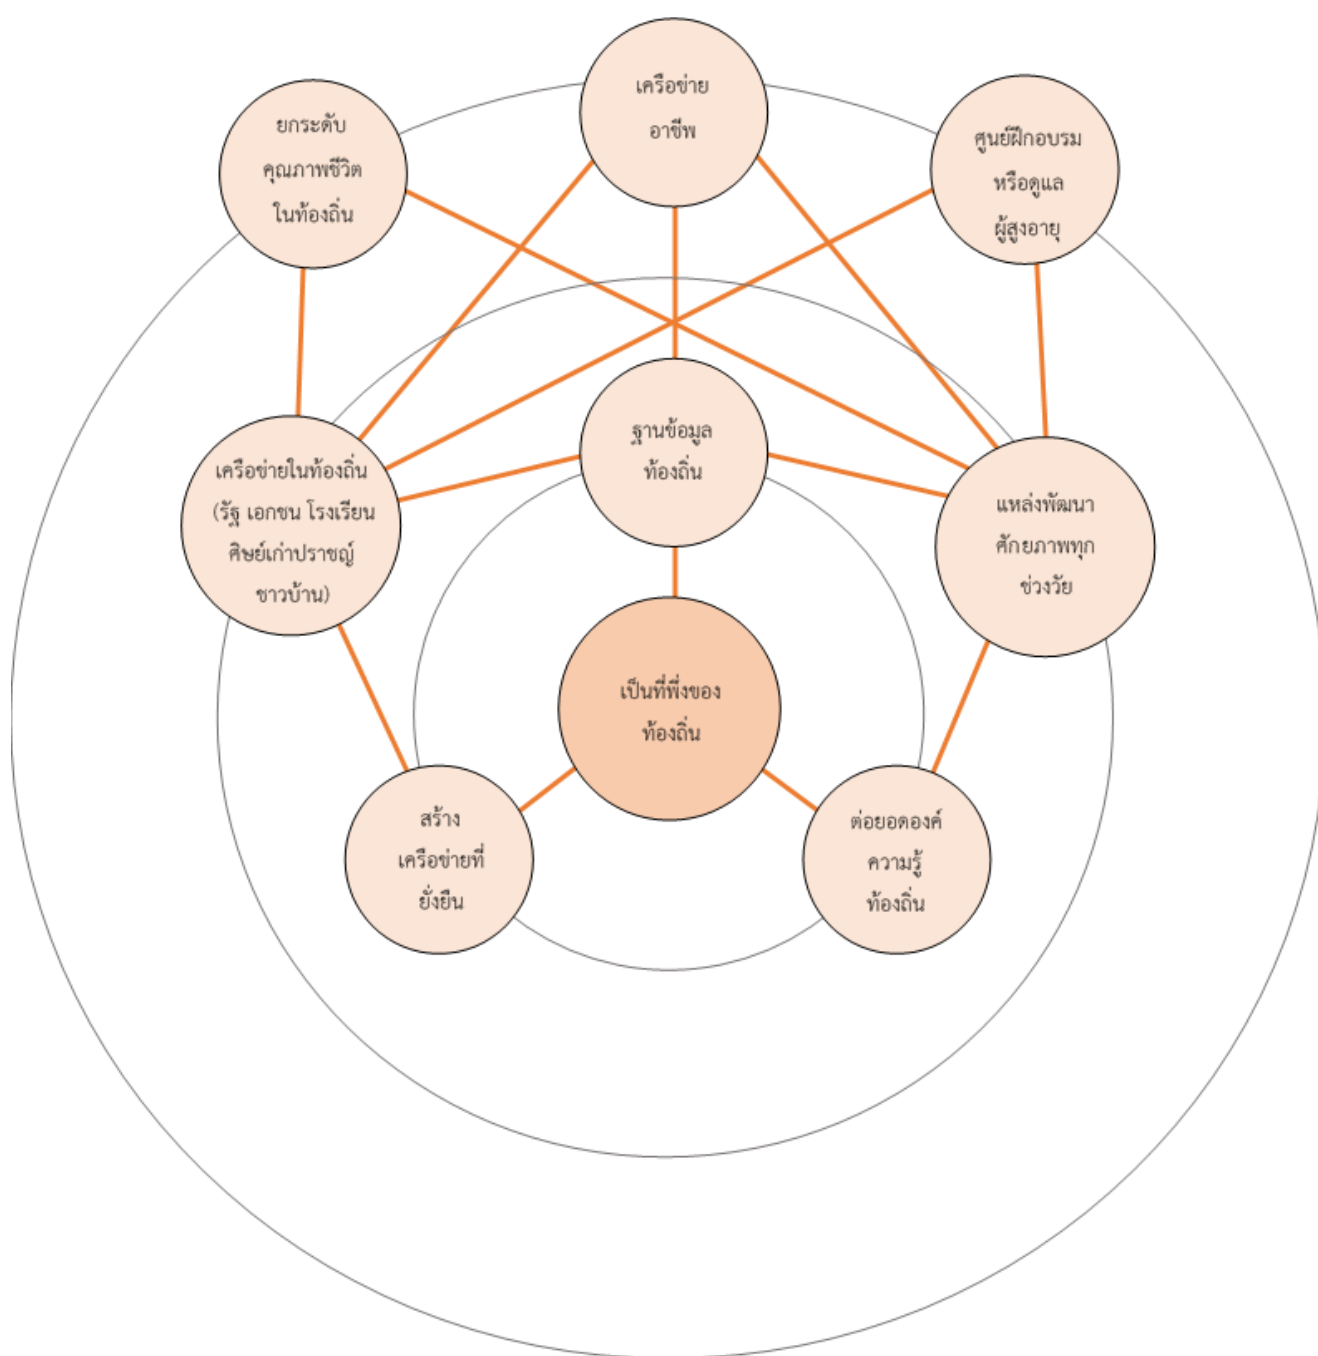 เครือข่าย
อาชีพ
ยกระดับ
คุณภาพชีวิต
ในท้องถิ่น
ศูนย์ฝึกอบรม
หรือดูแล
ผู้สูงอายุ
ฐานข้อมูล
ท้องถิ่น
เครือข่ายในท้องถิ่น
(รัฐ เอกชน โรงเรียน
ศิษย์เก่าปราชญ์
ชาวบ้าน)
แหล่งพัฒนา
ศักยภาพทุก
ช่วงวัย
เป็นที่พึ่งของ
ท้องถิ่น
สร้าง
เครือข่ายที่
ยั่งยืน
ต่อยอดองค์
ความรู้
ท้องถิ่น